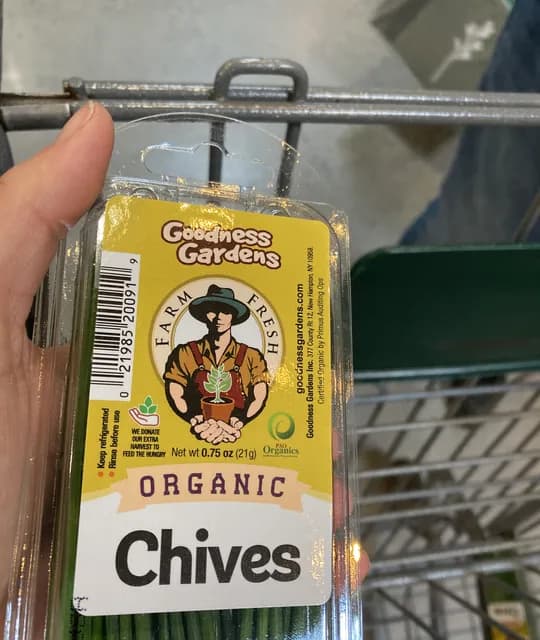 Goodness
Gardens
FARM FRESH
0 21985 20091 9
goodnessgardens.com
Goodness Gardens Inc. 377 County Rt 12, New Hampton, NY 10958
Certified Organic by Primus Auditing Ops
• Keep refrigerated
• Rinse before use
WE DONATE
OUR EXTRA
HARVEST TO
FEED THE HUNGRY
Net wt 0.75 oz (21g)
PAO
Organics
ORGANIC
Chives